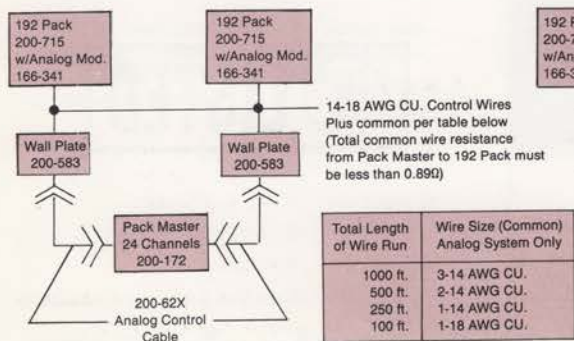 192 Pack
200-715
w/Analog Mod.
166-341
192 Pack
200-715
w/Analog Mod.
166-341
192 P
14-18 AWG CU. Control Wires
Plus common per table below
(Total common wire resistance
from Pack Master to 192 Pack must
be less than 0.89Ω)
Wall Plate
200-583
Wall Plate
200-583
Pack Master
24 Channels
200-172
200-62X
Analog Control
Cable
Total Length
of Wire Run
Wire Size (Common)
Analog System Only
1000 ft. 3-14 AWG CU.
500 ft. 2-14 AWG CU.
250 ft. 1-14 AWG CU.
100 ft. 1-18 AWG CU.